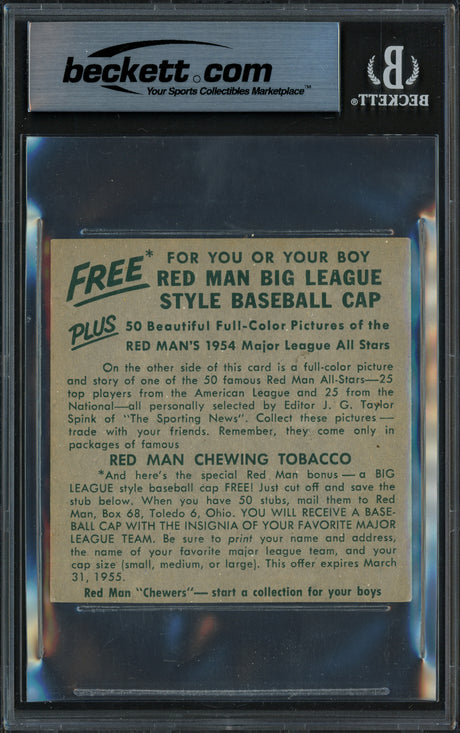 beckett.com
Your Sports Collectibles Marketplace™
B
BECKETT®
FREE* FOR YOU OR YOUR BOY
RED MAN BIG LEAGUE
STYLE BASEBALL CAP
PLUS 50 Beautiful Full-Color Pictures of the
RED MAN'S 1954 Major League All Stars
On the other side of this card is a full-color picture
and story of one of the 50 famous Red Man All-Stars—25
top players from the American League and 25 from the
National—all personally selected by Editor J. G. Taylor
Spink of "The Sporting News". Collect these pictures—
trade with your friends. Remember, they come only in
packages of famous
RED MAN CHEWING TOBACCO
*And here's the special Red Man bonus—a BIG
LEAGUE style baseball cap FREE! Just cut off and save the
stub below. When you have 50 stubs, mail them to Red
Man, Box 68, Toledo 6, Ohio. YOU WILL RECEIVE A BASE-
BALL CAP WITH THE INSIGNIA OF YOUR FAVORITE MAJOR
LEAGUE TEAM. Be sure to print your name and address,
the name of your favorite major league team, and your
cap size (small, medium, or large). This offer expires March
31, 1955.
Red Man "Chewers"—start a collection for your boys